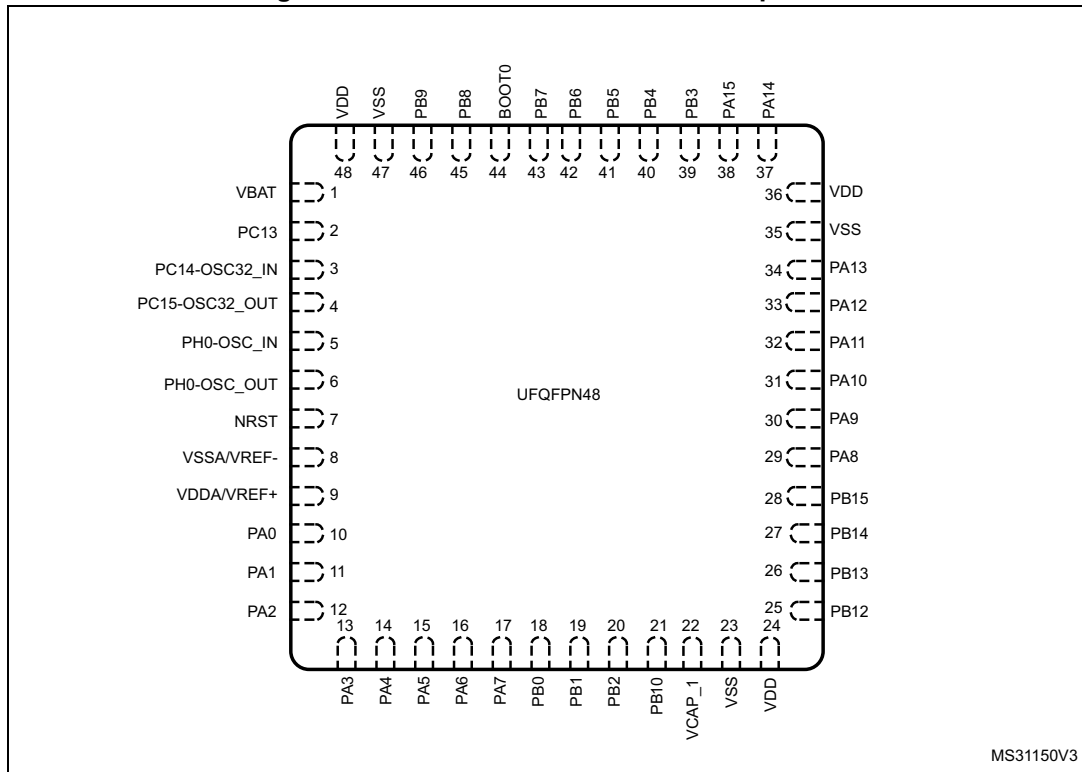 VDD
VSS
PB9
PB8
BOOT0
PB7
PB6
PB5
PB4
PB3
PA15
PA14
48
47
46
45
44
43
42
41
40
39
38
37
VBAT 1
PC13 2
PC14-OSC32_IN 3
PC15-OSC32_OUT 4
PH0-OSC_IN 5
PH0-OSC_OUT 6
NRST 7
VSSA/VREF- 8
VDDA/VREF+ 9
PA0 10
PA1 11
PA2 12
UFQFPN48
36 VDD
35 VSS
34 PA13
33 PA12
32 PA11
31 PA10
30 PA9
29 PA8
28 PB15
27 PB14
26 PB13
25 PB12
13
14
15
16
17
18
19
20
21
22
23
24
PA3
PA4
PA5
PA6
PA7
PB0
PB1
PB2
PB10
VCAP_1
VSS
VDD
MS31150V3